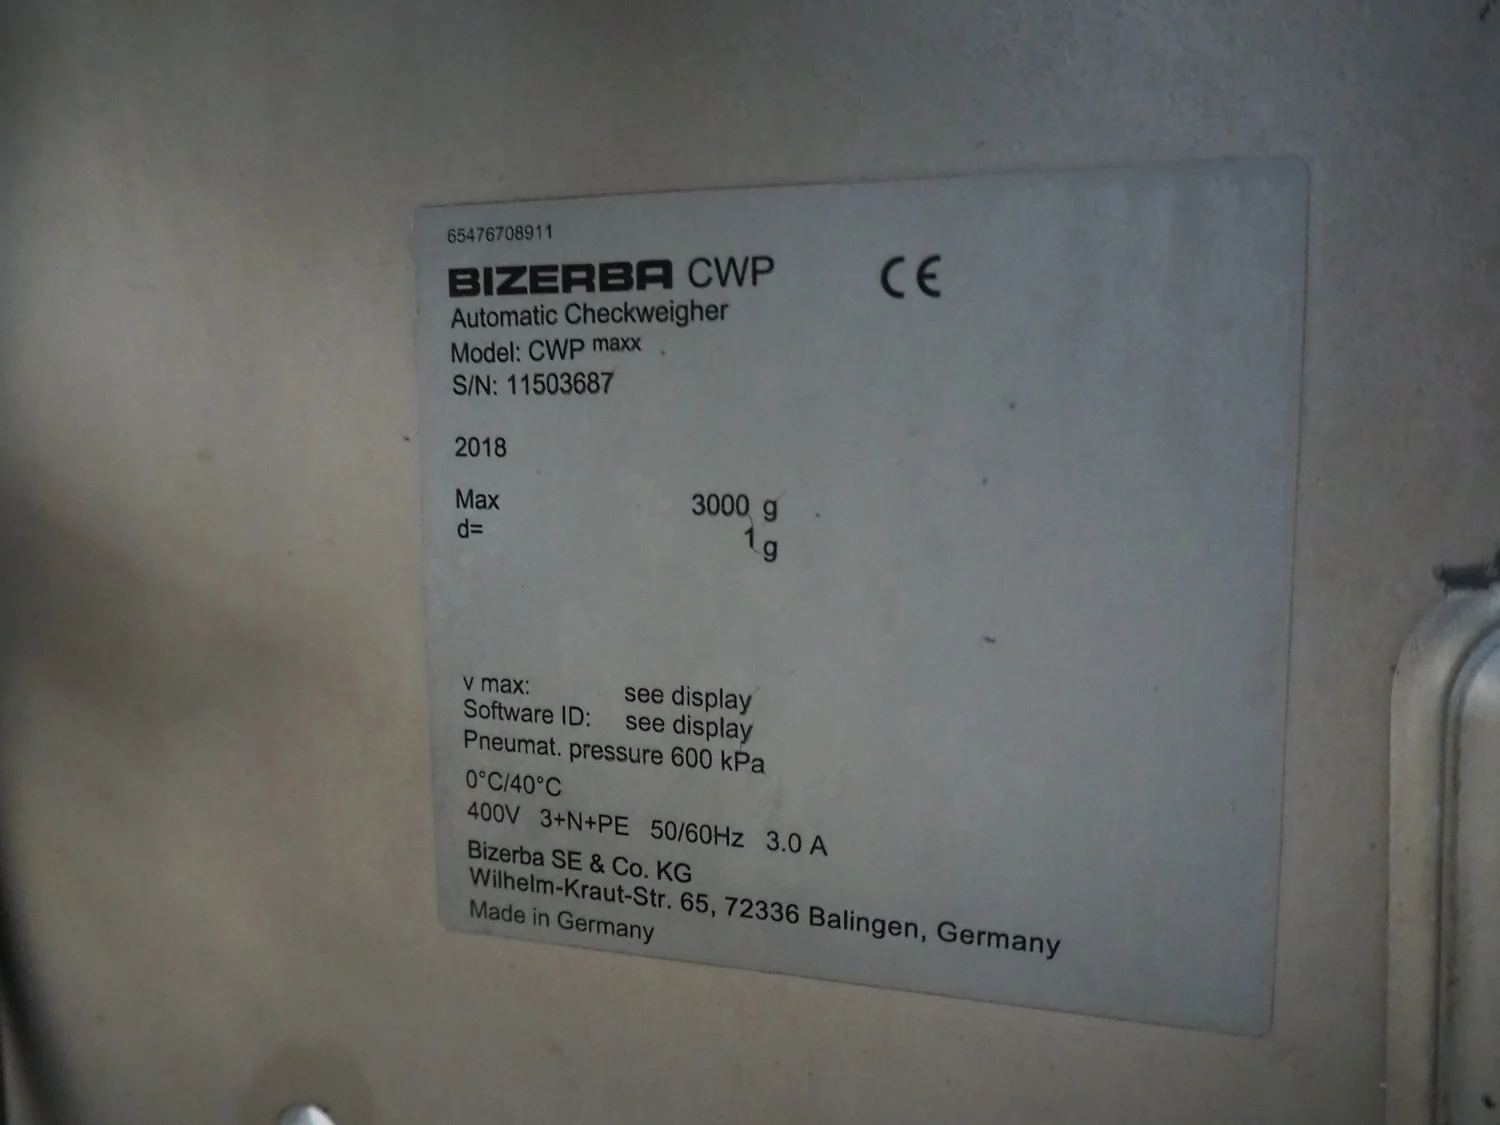 65476708911
BIZERBA CWP CE
Automatic Checkweigher
Model: CWP maxx
S/N: 11503687
2018
Max 3000 g
d= 1 g
v max: see display
Software ID: see display
Pneumat. pressure 600 kPa
0°C/40°C
400V 3+N+PE 50/60Hz 3.0 A
Bizerba SE & Co. KG
Wilhelm-Kraut-Str. 65, 72336 Balingen, Germany
Made in Germany